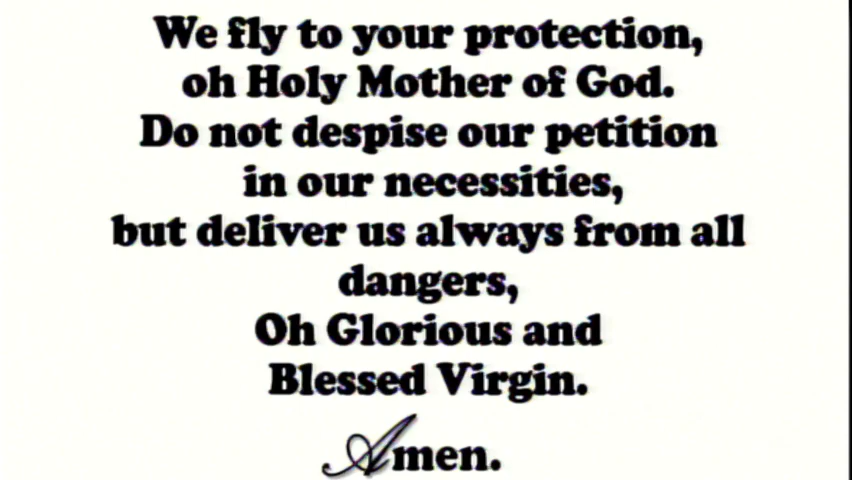 We fly to your protection,
oh Holy Mother of God.
Do not despise our petition
in our necessities,
but deliver us always from all
dangers,
Oh Glorious and
Blessed Virgin.
Amen.